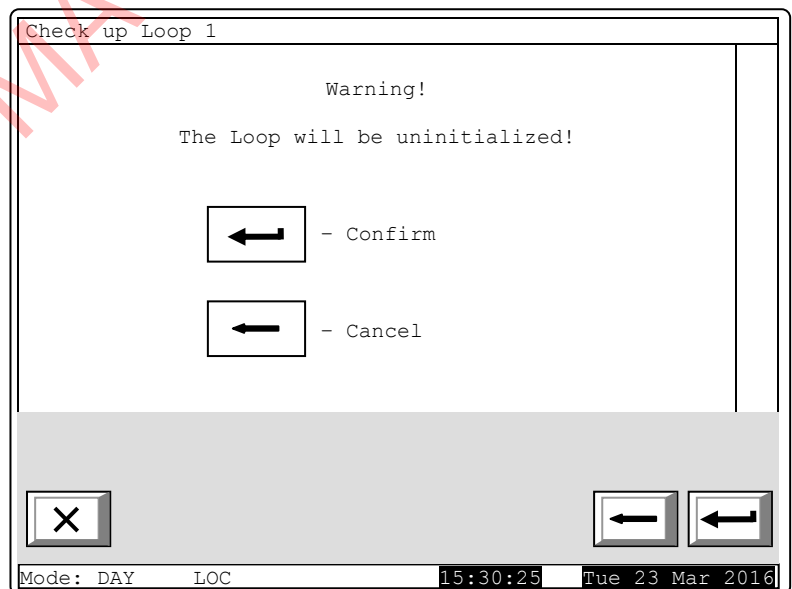 Check up Loop 1
Warning!
The Loop will be uninitialized!
- Confirm
- Cancel
Mode: DAY LOC 15:30:25 Tue 23 Mar 2016